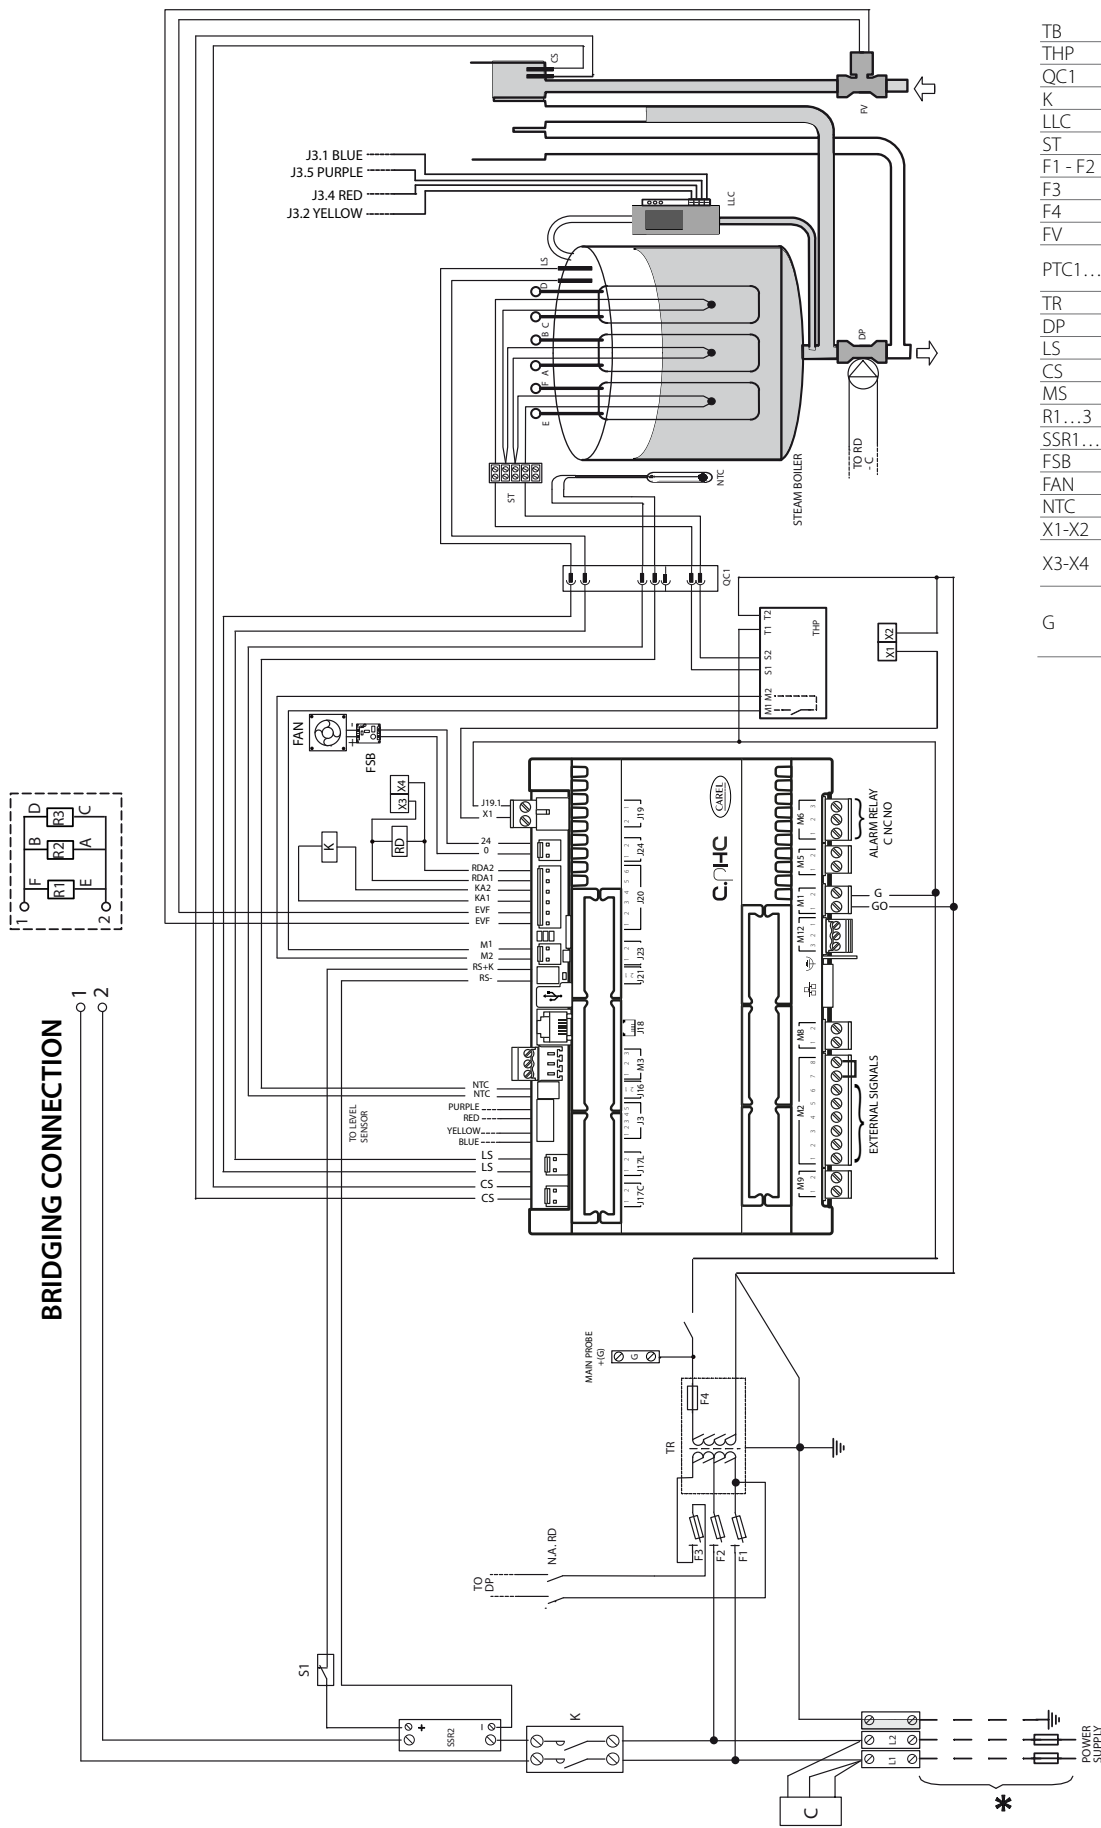 TB
THP
QC1
K
LLC
ST
F1 - F2
F3
F4
FV
PTC1...
TR
DP
LS
CS
MS
R1...3
SSR1...
FSB
FAN
NTC
X1-X2
X3-X4
G
CS
FV
J3.1 BLUE
J3.5 PURPLE
J3.4 RED
J3.2 YELLOW
LLC
LS
D
C
B
A
F
E
DP
TO RD
- C
ST
NTC
STEAM BOILER
QC1
T2
T1
S2
S1
M2
M1
THP
X2
X1
FAN
- +
FSB
X4
X3
RD
K
D C
R3
B A
R2
F E
R1
1
2
J19.1
X1
24
0
RDA2
RDA1
KA2
KA1
EVF
EVF
M1
M2
RS+K
RS-
NTC
NTC
PURPLE
RED
YELLOW
BLUE
LS
LS
CS
CS
TO LEVEL
SENSOR
J19
J24
J20
J23
J21
J18
M3
J16
J3
J17L
J17C
CAREL
c.pHC
M6
M5
M1
M12
M8
M2
M9
ALARM RELAY
C NC NO
G
GO
EXTERNAL SIGNALS
BRIDGING CONNECTION
1
2
MAIN PROBE
+(G)
G
F4
TR
F3
F2
F1
N.A. RD
TO
DP
S1
SSR2
+
-
K
L2
L1
C
POWER
SUPPLY
*